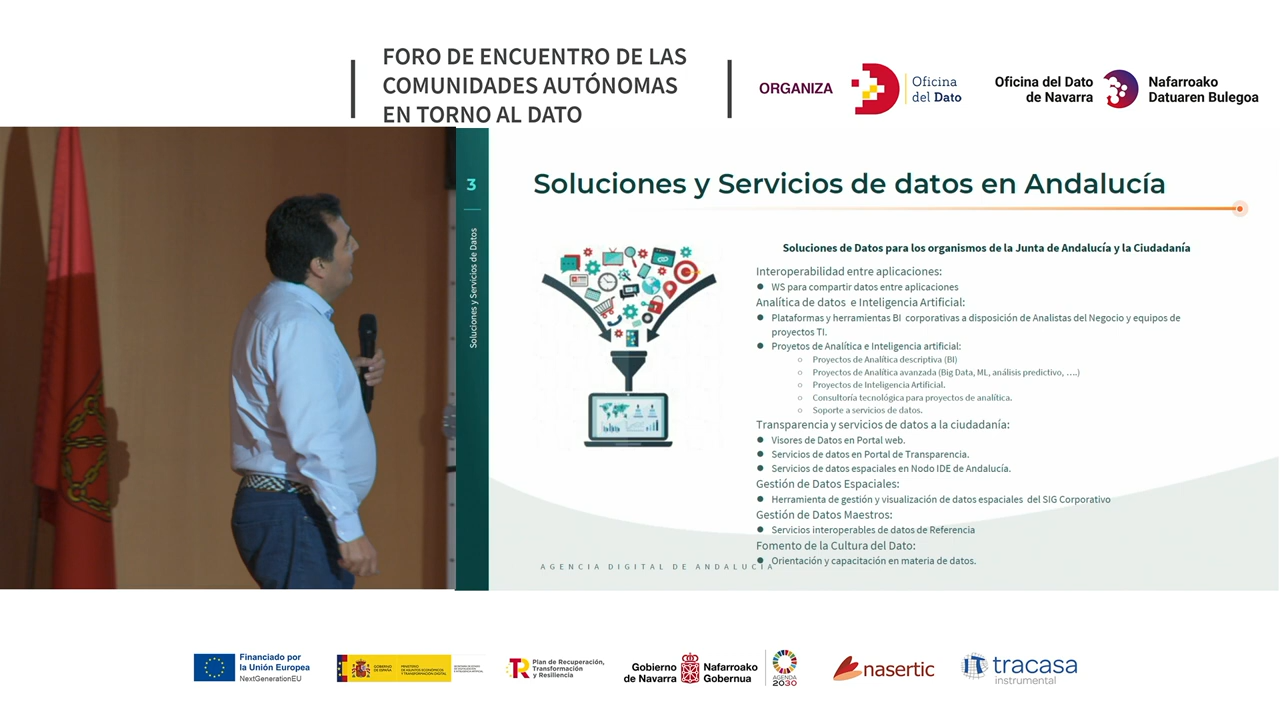 FORO DE ENCUENTRO DE LAS
COMUNIDADES AUTÓNOMAS
EN TORNO AL DATO
ORGANIZA
Oficina
del Dato
Oficina del Dato
de Navarra
Nafarroako
Datuaren Bulegoa
3
Soluciones y Servicios de Datos
Soluciones y Servicios de datos en Andalucía
Soluciones de Datos para los organismos de la Junta de Andalucía y la Ciudadanía
Interoperabilidad entre aplicaciones:
● WS para compartir datos entre aplicaciones
Analítica de datos e Inteligencia Artificial:
● Plataformas y herramientas BI corporativas a disposición de Analistas del Negocio y equipos de
proyectos TI.
● Proyetos de Analítica e Inteligencia artificial:
○ Proyectos de Analítica descriptiva (BI)
○ Proyectos de Analítica avanzada (Big Data, ML, análisis predictivo, ....)
○ Proyectos de Inteligencia Artificial.
○ Consultoría tecnológica para proyectos de analítica.
○ Soporte a servicios de datos.
Transparencia y servicios de datos a la ciudadanía:
● Visores de Datos en Portal web.
● Servicios de datos en Portal de Transparencia.
● Servicios de datos espaciales en Nodo IDE de Andalucía.
Gestión de Datos Espaciales:
● Herramienta de gestión y visualización de datos espaciales del SIG Corporativo
Gestión de Datos Maestros:
● Servicios interoperables de datos de Referencia
Fomento de la Cultura del Dato:
● Orientación y capacitación en materia de datos.
AGENCIA DIGITAL DE ANDALUCÍA
Financiado por
la Unión Europea
NextGenerationEU
Plan de Recuperación,
Transformación
y Resiliencia
Gobierno
de Navarra
Nafarroako
Gobernua
AGENDA
2030
nasertic
tracasa
instrumental